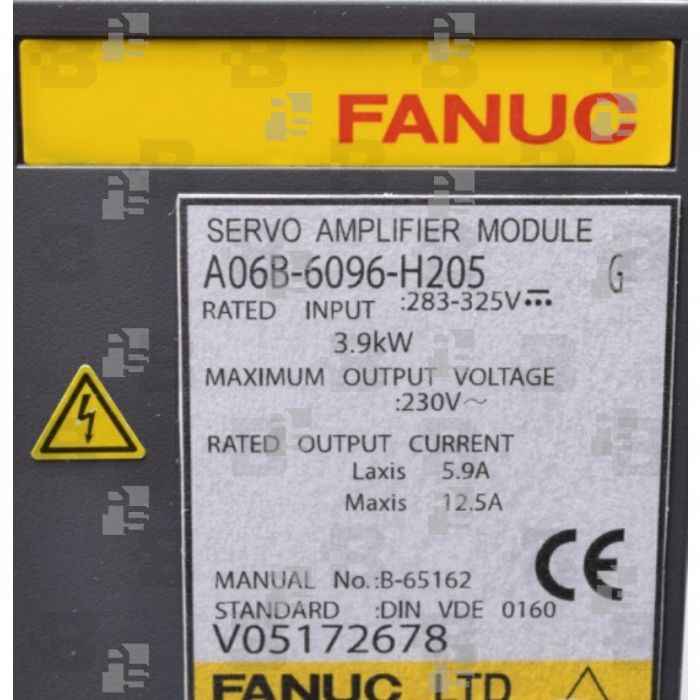 FANUC
SERVO AMPLIFIER MODULE
A06B-6096-H205 G
RATED INPUT :283-325V⎓
3.9kW
MAXIMUM OUTPUT VOLTAGE
:230V～
RATED OUTPUT CURRENT
Laxis 5.9A
Maxis 12.5A
CE
MANUAL No.:B-65162
STANDARD :DIN VDE 0160
V05172678
FANUC LTD